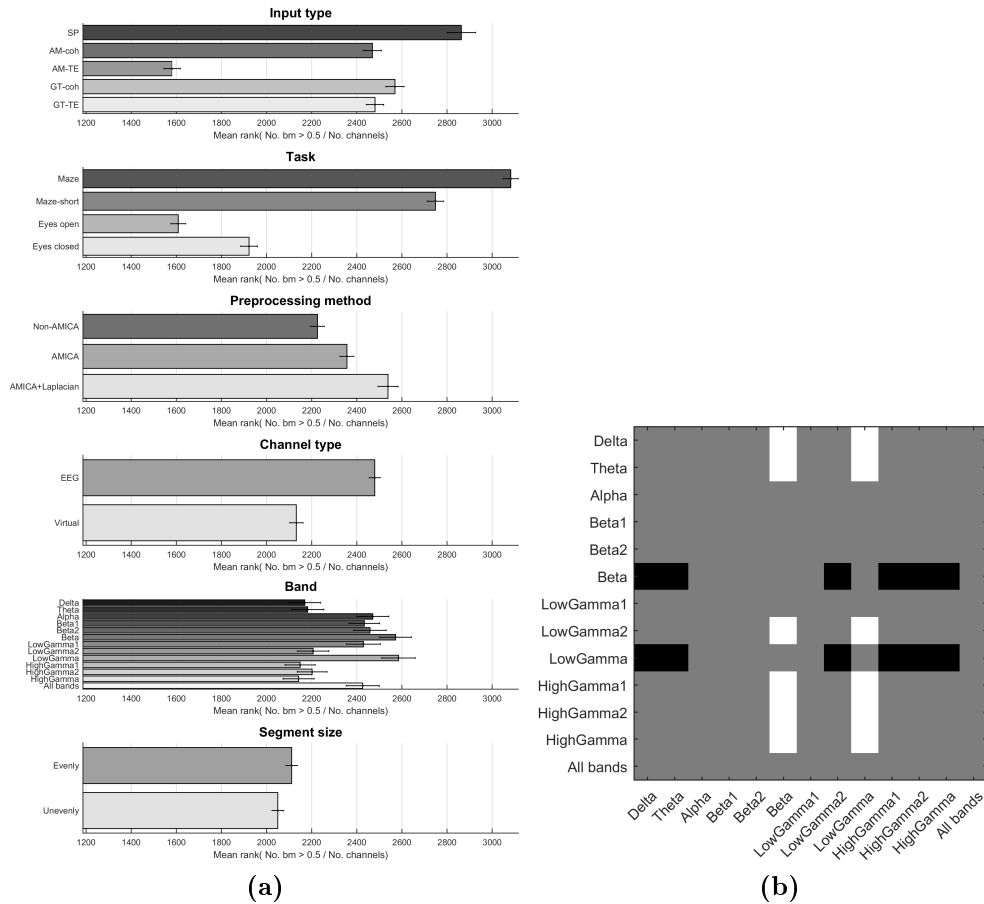 Input type
SP
AM-coh
AM-TE
GT-coh
GT-TE
1200 1400 1600 1800 2000 2200 2400 2600 2800 3000
Mean rank( No. bm > 0.5 / No. channels)
Task
Maze
Maze-short
Eyes open
Eyes closed
1200 1400 1600 1800 2000 2200 2400 2600 2800 3000
Mean rank( No. bm > 0.5 / No. channels)
Preprocessing method
Non-AMICA
AMICA
AMICA+Laplacian
1200 1400 1600 1800 2000 2200 2400 2600 2800 3000
Mean rank( No. bm > 0.5 / No. channels)
Channel type
EEG
Virtual
1200 1400 1600 1800 2000 2200 2400 2600 2800 3000
Mean rank( No. bm > 0.5 / No. channels)
Band
Delta
Theta
Alpha
Beta1
Beta2
Beta
LowGamma1
LowGamma2
LowGamma
HighGamma1
HighGamma2
HighGamma
All bands
1200 1400 1600 1800 2000 2200 2400 2600 2800 3000
Mean rank( No. bm > 0.5 / No. channels)
Segment size
Evenly
Unevenly
1200 1400 1600 1800 2000 2200 2400 2600 2800 3000
Mean rank( No. bm > 0.5 / No. channels)
(a)
Delta
Theta
Alpha
Beta1
Beta2
Beta
LowGamma1
LowGamma2
LowGamma
HighGamma1
HighGamma2
HighGamma
All bands
Delta Theta Alpha Beta1 Beta2 Beta LowGamma1 LowGamma2 LowGamma HighGamma1 HighGamma2 HighGamma All bands
(b)